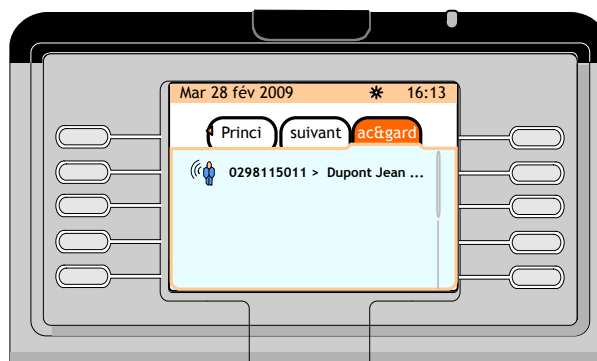 Mar 28 fév 2009 16:13
Princi suivant ac&gard
0298115011 > Dupont Jean ...